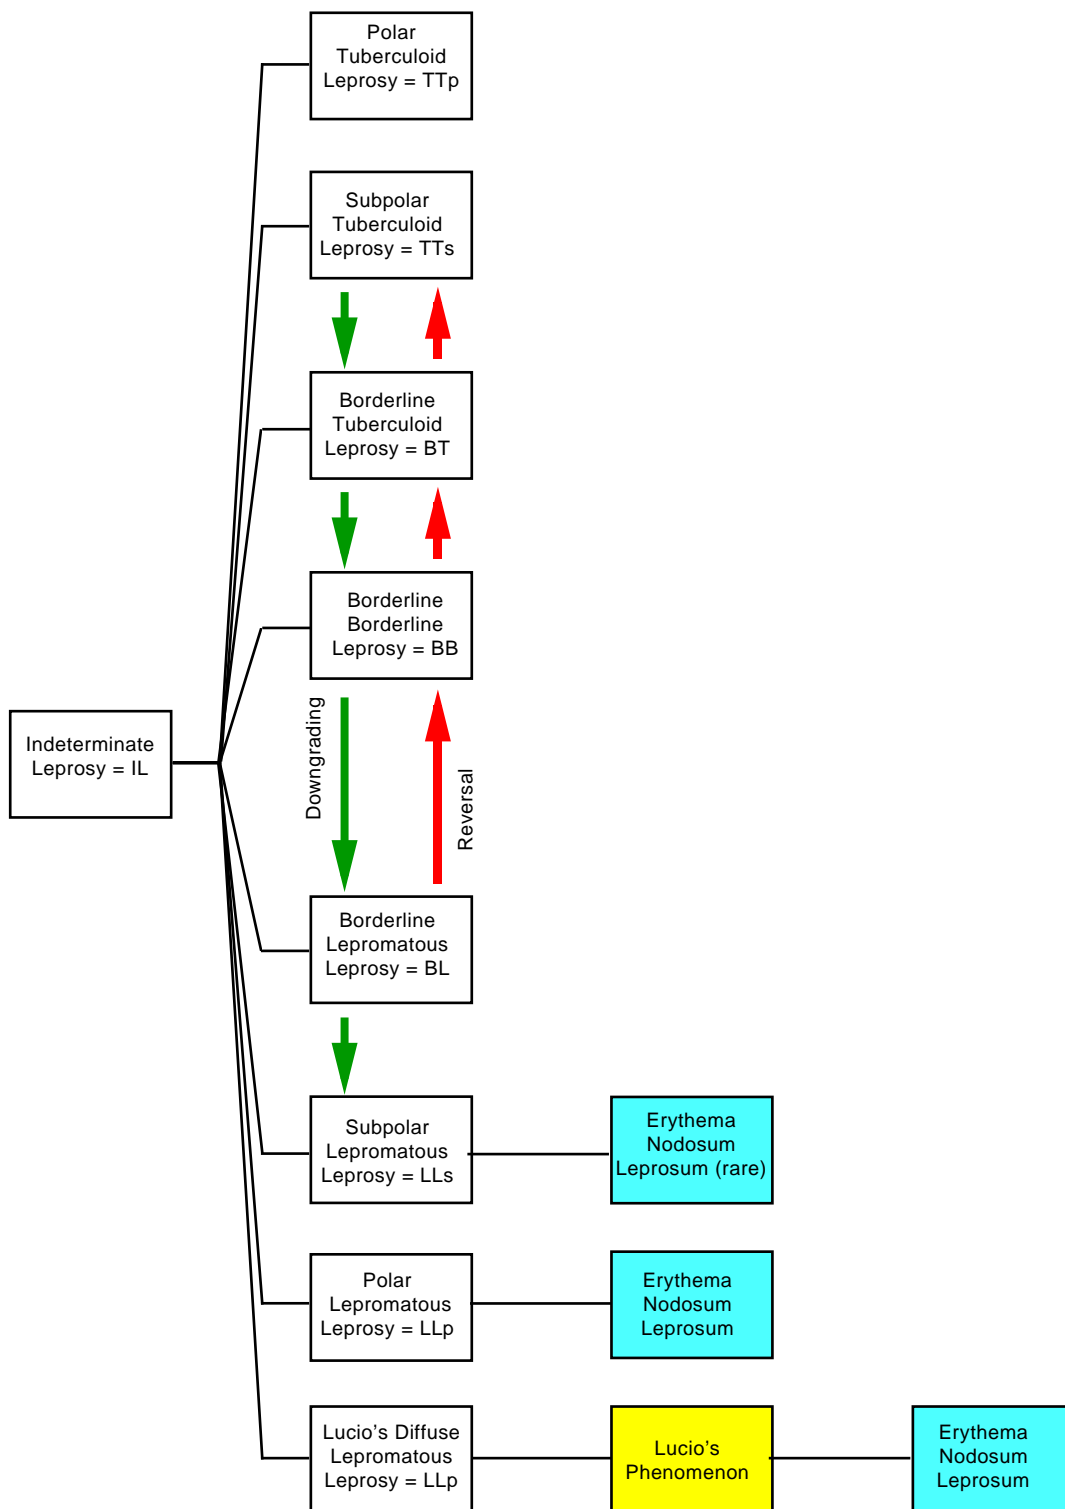 Polar
Tuberculoid
Leprosy = TTp
Subpolar
Tuberculoid
Leprosy = TTs
Borderline
Tuberculoid
Leprosy = BT
Borderline
Borderline
Leprosy = BB
Indeterminate
Leprosy = IL
Downgrading
Reversal
Borderline
Lepromatous
Leprosy = BL
Subpolar
Lepromatous
Leprosy = LLs
Erythema
Nodosum
Leprosum (rare)
Polar
Lepromatous
Leprosy = LLp
Erythema
Nodosum
Leprosum
Lucio’s Diffuse
Lepromatous
Leprosy = LLp
Lucio’s
Phenomenon
Erythema
Nodosum
Leprosum